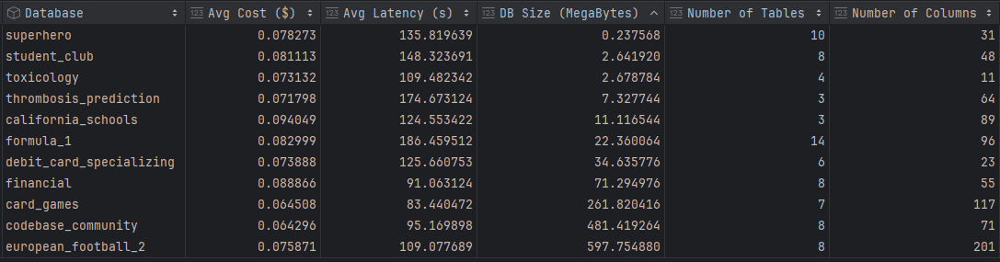 Database 123 Avg Cost ($) 123 Avg Latency (s) 123 DB Size (MegaBytes) 123 Number of Tables 123 Number of Columns
superhero 0.078273 135.819639 0.237568 10 31
student_club 0.081113 148.323691 2.641920 8 48
toxicology 0.073132 109.482342 2.678784 4 11
thrombosis_prediction 0.071798 174.673124 7.327744 3 64
california_schools 0.094049 124.553422 11.116544 3 89
formula_1 0.082999 186.459512 22.360064 14 96
debit_card_specializing 0.073888 125.660753 34.635776 6 23
financial 0.088866 91.063124 71.294976 8 55
card_games 0.064508 83.440472 261.820416 7 117
codebase_community 0.064296 95.169898 481.419264 8 71
european_football_2 0.075871 109.077689 597.754880 8 201